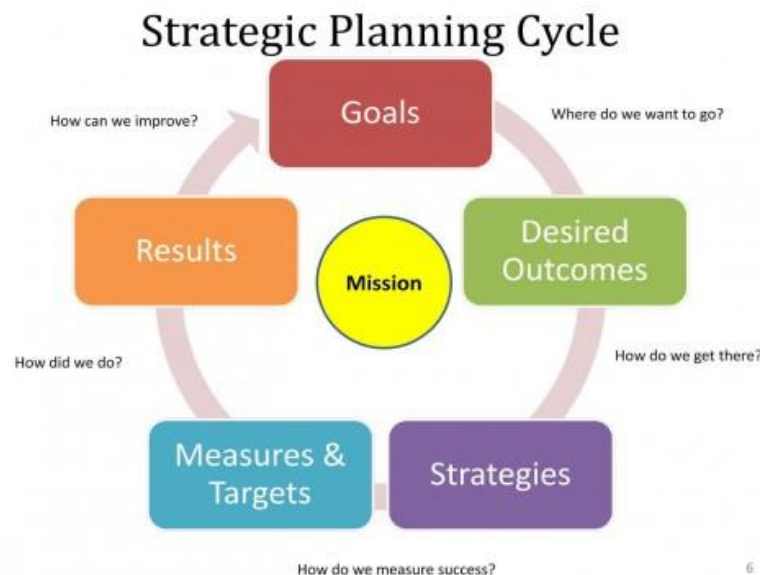 Strategic Planning Cycle
Goals
How can we improve?
Where do we want to go?
Results
Desired
Outcomes
Mission
How did we do?
How do we get there?
Measures &
Targets
Strategies
How do we measure success?
6